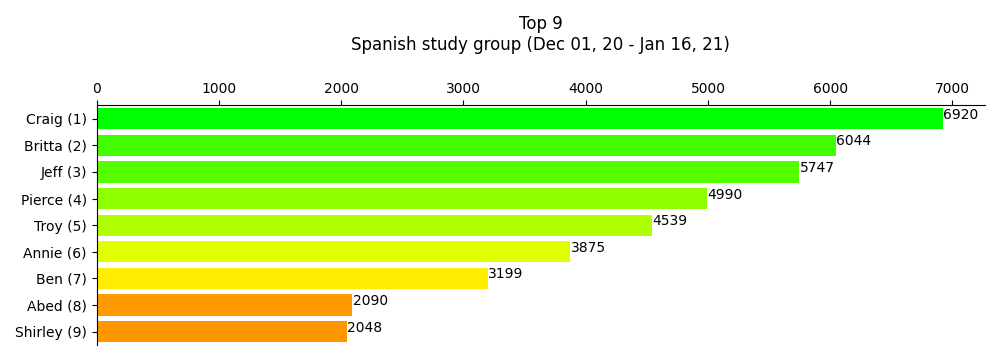 Top 9
Spanish study group (Dec 01, 20 - Jan 16, 21)
0 1000 2000 3000 4000 5000 6000 7000
Craig (1) 6920
Britta (2) 6044
Jeff (3) 5747
Pierce (4) 4990
Troy (5) 4539
Annie (6) 3875
Ben (7) 3199
Abed (8) 2090
Shirley (9) 2048